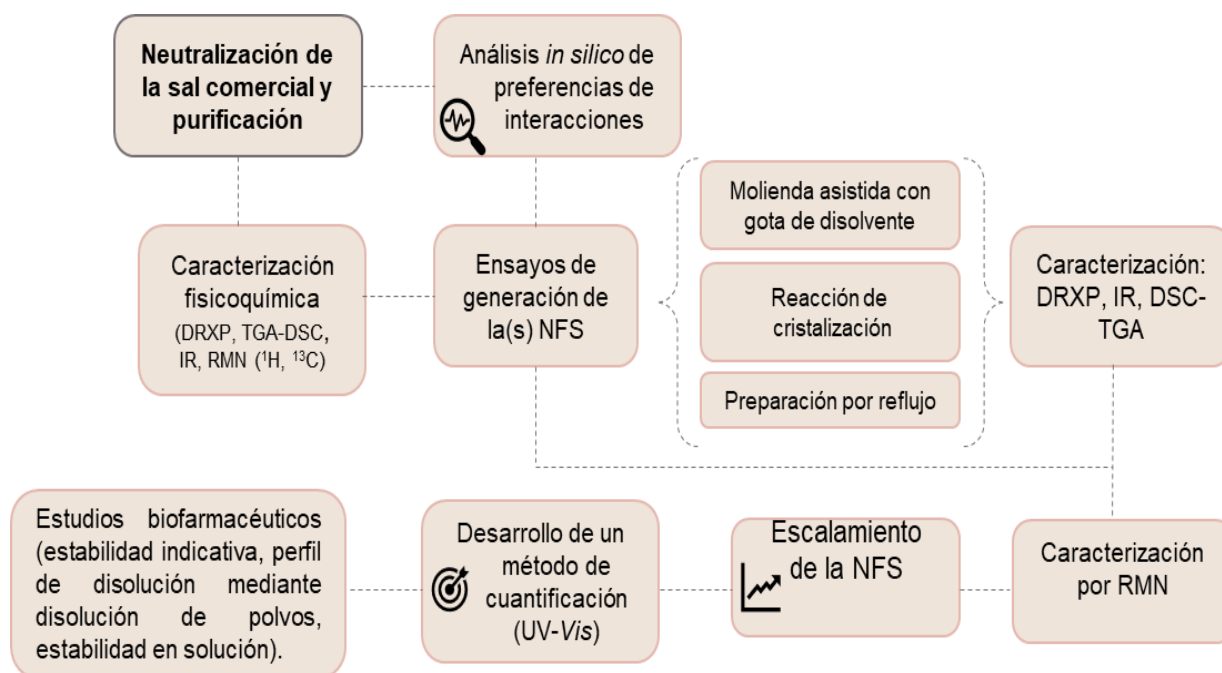 Neutralización de
la sal comercial y
purificación
Análisis in silico de
preferencias de
interacciones
Caracterización
fisicoquímica
(DRXP, TGA-DSC,
IR, RMN (¹H, ¹³C)
Ensayos de
generación de
la(s) NFS
Molienda asistida con
gota de disolvente
Reacción de
cristalización
Preparación por reflujo
Caracterización:
DRXP, IR, DSC-
TGA
Estudios biofarmacéuticos
(estabilidad indicativa, perfil
de disolución mediante
disolución de polvos,
estabilidad en solución).
Desarrollo de un
método de
cuantificación
(UV-Vis)
Escalamiento
de la NFS
Caracterización
por RMN